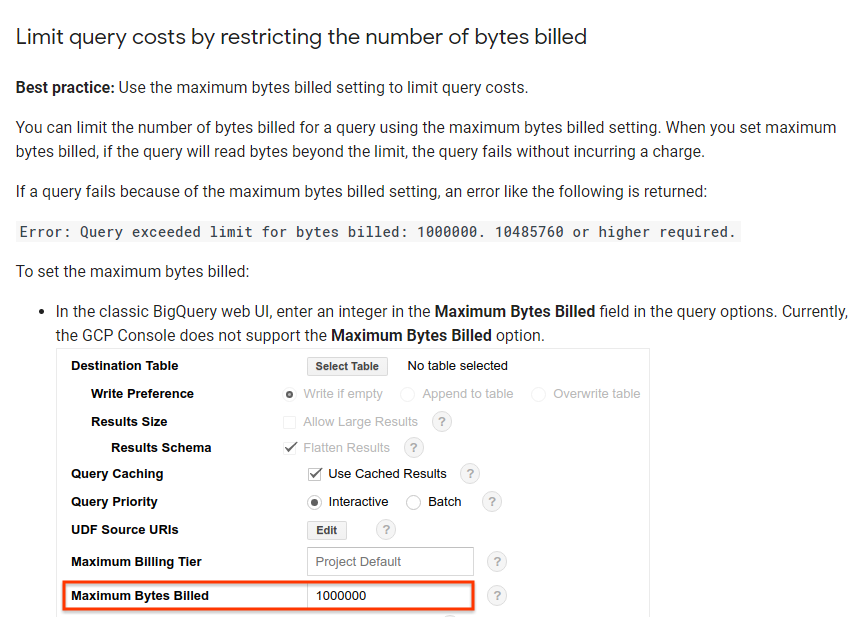 Limit query costs by restricting the number of bytes billed
Best practice: Use the maximum bytes billed setting to limit query costs.
You can limit the number of bytes billed for a query using the maximum bytes billed setting. When you set maximum
bytes billed, if the query will read bytes beyond the limit, the query fails without incurring a charge.
If a query fails because of the maximum bytes billed setting, an error like the following is returned:
Error: Query exceeded limit for bytes billed: 1000000. 10485760 or higher required.
To set the maximum bytes billed:
• In the classic BigQuery web UI, enter an integer in the Maximum Bytes Billed field in the query options. Currently,
the GCP Console does not support the Maximum Bytes Billed option.
Destination Table Select Table No table selected
Write Preference Write if empty Append to table Overwrite table
Results Size Allow Large Results ?
Results Schema Flatten Results ?
Query Caching Use Cached Results ?
Query Priority Interactive Batch ?
UDF Source URIs Edit ?
Maximum Billing Tier Project Default ?
Maximum Bytes Billed 1000000 ?